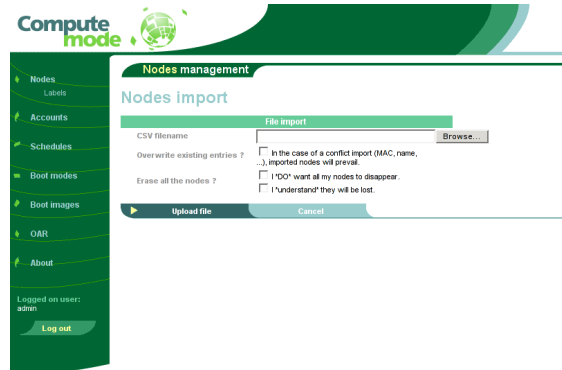 Compute
mode
Nodes
Labels
Accounts
Schedules
Boot modes
Boot images
OAR
About
Logged on user:
admin
Log out
Nodes management
Nodes import
File import
CSV filename
Browse...
Overwrite existing entries ?
In the case of a conflict import (MAC, name,
...), imported nodes will prevail.
Erase all the nodes ?
I *DO* want all my nodes to disappear.
I *understand* they will be lost.
Upload file
Cancel